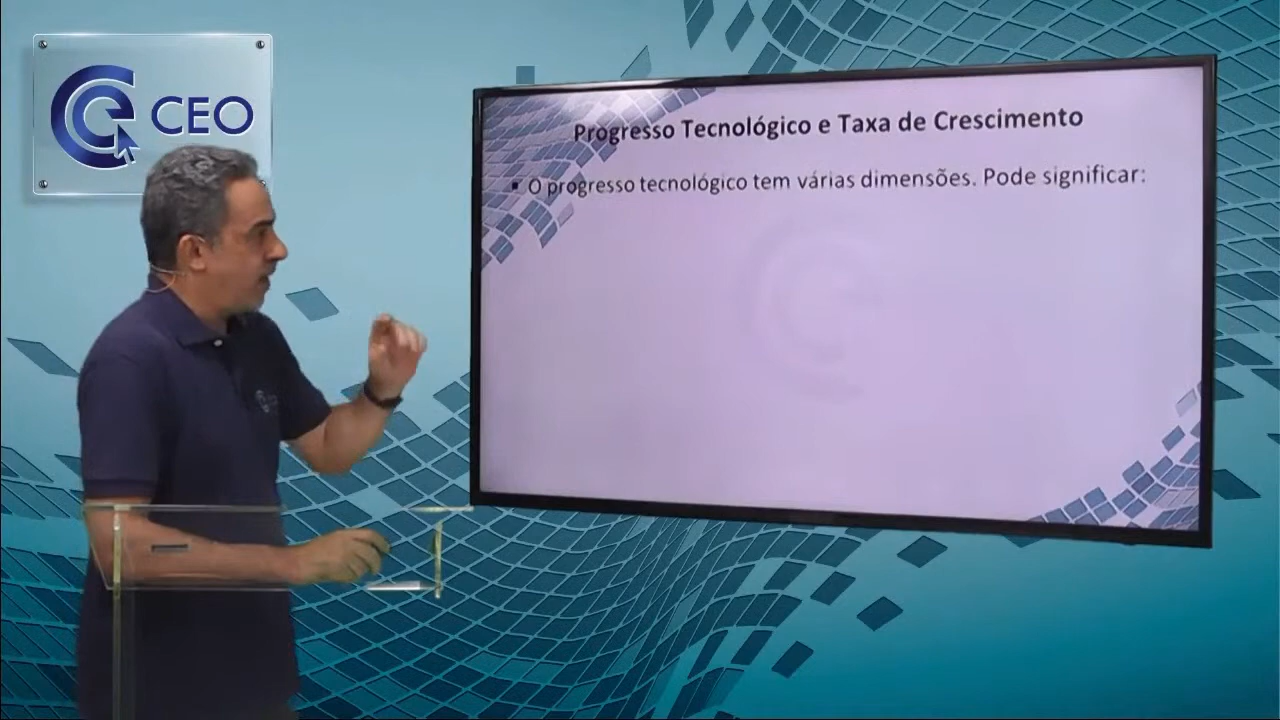 CEO
Progresso Tecnológico e Taxa de Crescimento
▪ O progresso tecnológico tem várias dimensões. Pode significar: